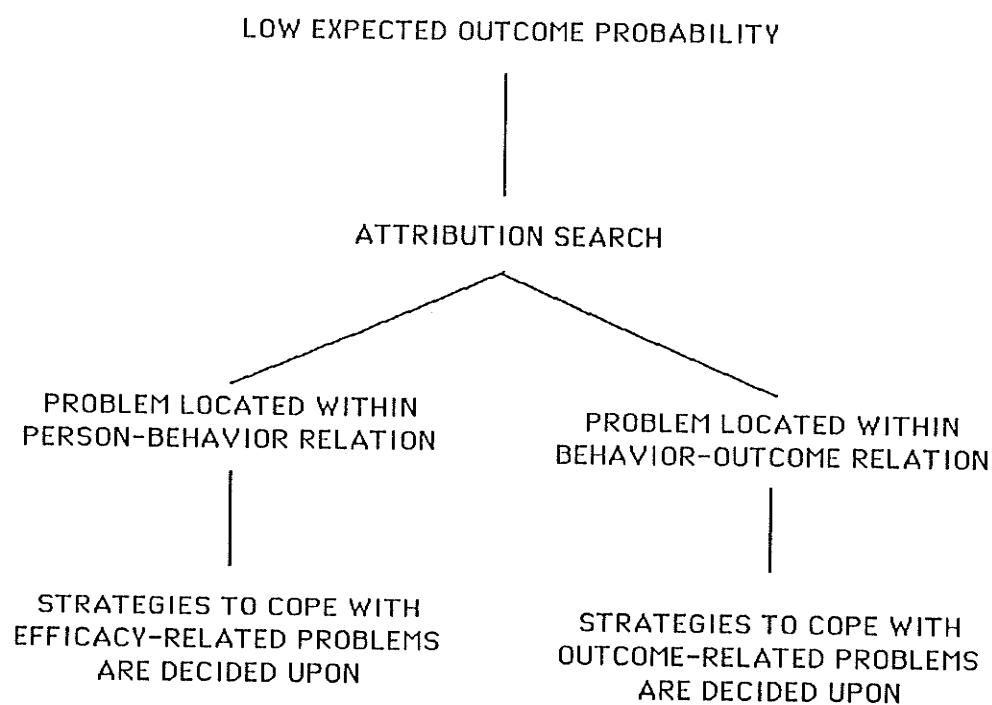 LOW EXPECTED OUTCOME PROBABILITY
ATTRIBUTION SEARCH
PROBLEM LOCATED WITHIN
PERSON-BEHAVIOR RELATION
PROBLEM LOCATED WITHIN
BEHAVIOR-OUTCOME RELATION
STRATEGIES TO COPE WITH
EFFICACY-RELATED PROBLEMS
ARE DECIDED UPON
STRATEGIES TO COPE WITH
OUTCOME-RELATED PROBLEMS
ARE DECIDED UPON